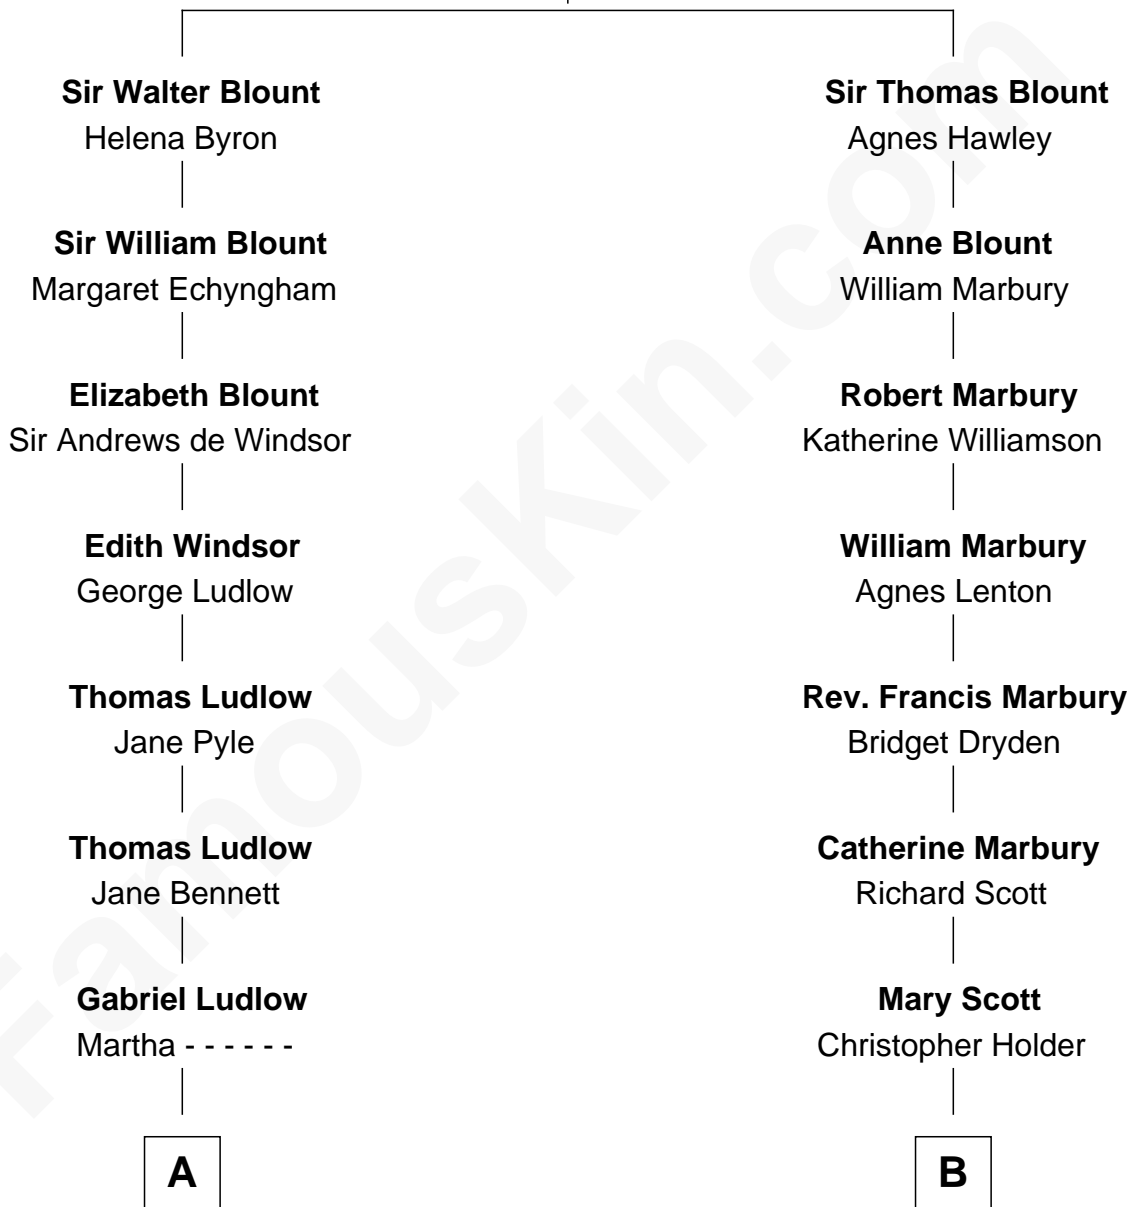 Sir Walter Blount
Helena Byron
Sir Thomas Blount
Agnes Hawley
Sir William Blount
Margaret Echyngham
Anne Blount
William Marbury
Elizabeth Blount
Sir Andrews de Windsor
Robert Marbury
Katherine Williamson
Edith Windsor
George Ludlow
William Marbury
Agnes Lenton
Thomas Ludlow
Jane Pyle
Rev. Francis Marbury
Bridget Dryden
Thomas Ludlow
Jane Bennett
Catherine Marbury
Richard Scott
Gabriel Ludlow
Martha - - - - - -
Mary Scott
Christopher Holder
A
B
FamousKin.com